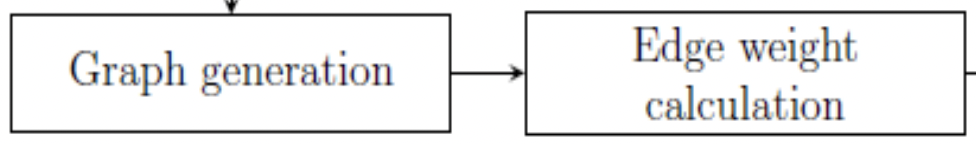 Graph generation
Edge weight
calculation